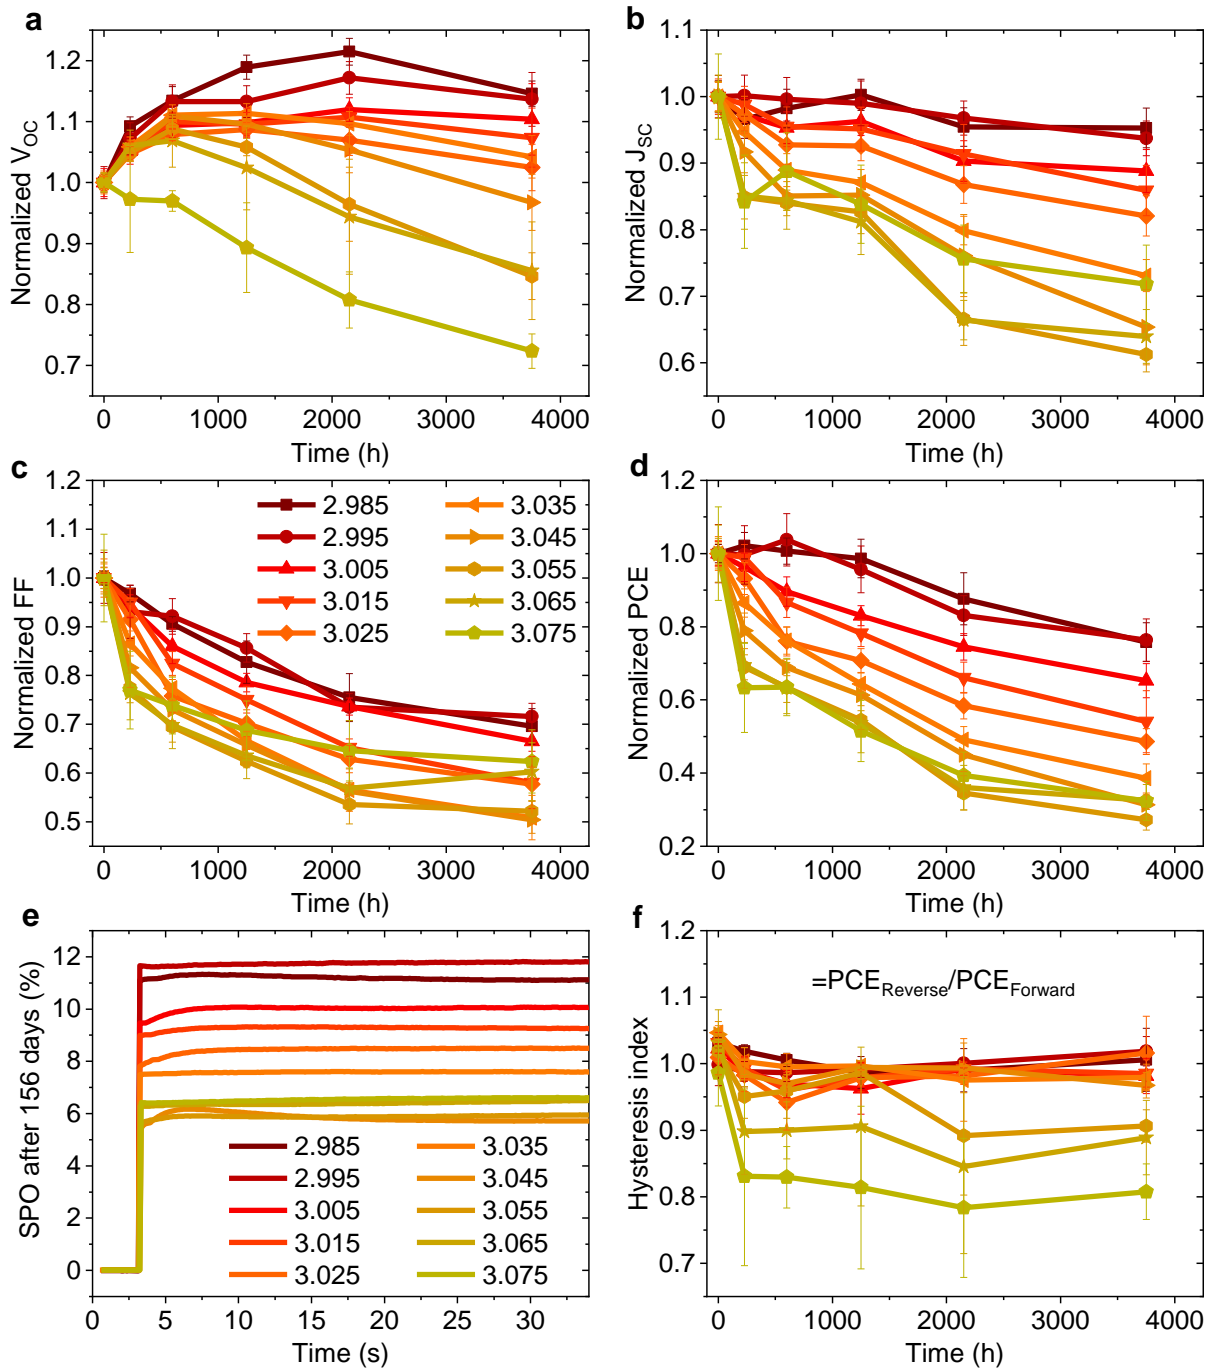 a
1.2
1.1
1.0
0.9
0.8
0.7
Normalized V_OC
0 1000 2000 3000 4000
Time (h)
b
1.1
1.0
0.9
0.8
0.7
0.6
Normalized J_SC
0 1000 2000 3000 4000
Time (h)
c
1.2
1.1
1.0
0.9
0.8
0.7
0.6
0.5
Normalized FF
2.985 3.035
2.995 3.045
3.005 3.055
3.015 3.065
3.025 3.075
0 1000 2000 3000 4000
Time (h)
d
1.2
1.0
0.8
0.6
0.4
0.2
Normalized PCE
0 1000 2000 3000 4000
Time (h)
e
12
10
8
6
4
2
0
SPO after 156 days (%)
2.985 3.035
2.995 3.045
3.005 3.055
3.015 3.065
3.025 3.075
0 5 10 15 20 25 30
Time (s)
f
1.2
1.1
1.0
0.9
0.8
0.7
Hysteresis index
=PCE_Reverse/PCE_Forward
0 1000 2000 3000 4000
Time (h)